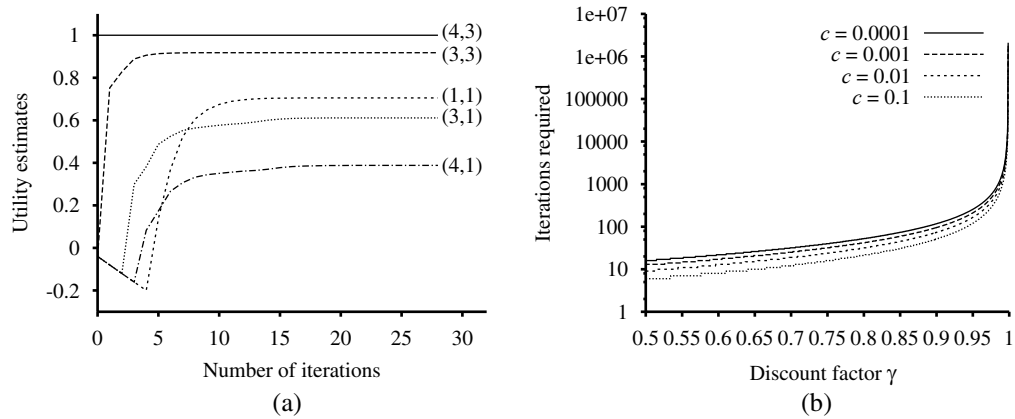 1
0.8
0.6
0.4
0.2
0
-0.2
Utility estimates
(4,3)
(3,3)
(1,1)
(3,1)
(4,1)
0 5 10 15 20 25 30
Number of iterations
(a)
1e+07
1e+06
100000
10000
1000
100
10
1
Iterations required
c = 0.0001
c = 0.001
c = 0.01
c = 0.1
0.5 0.55 0.6 0.65 0.7 0.75 0.8 0.85 0.9 0.95 1
Discount factor γ
(b)